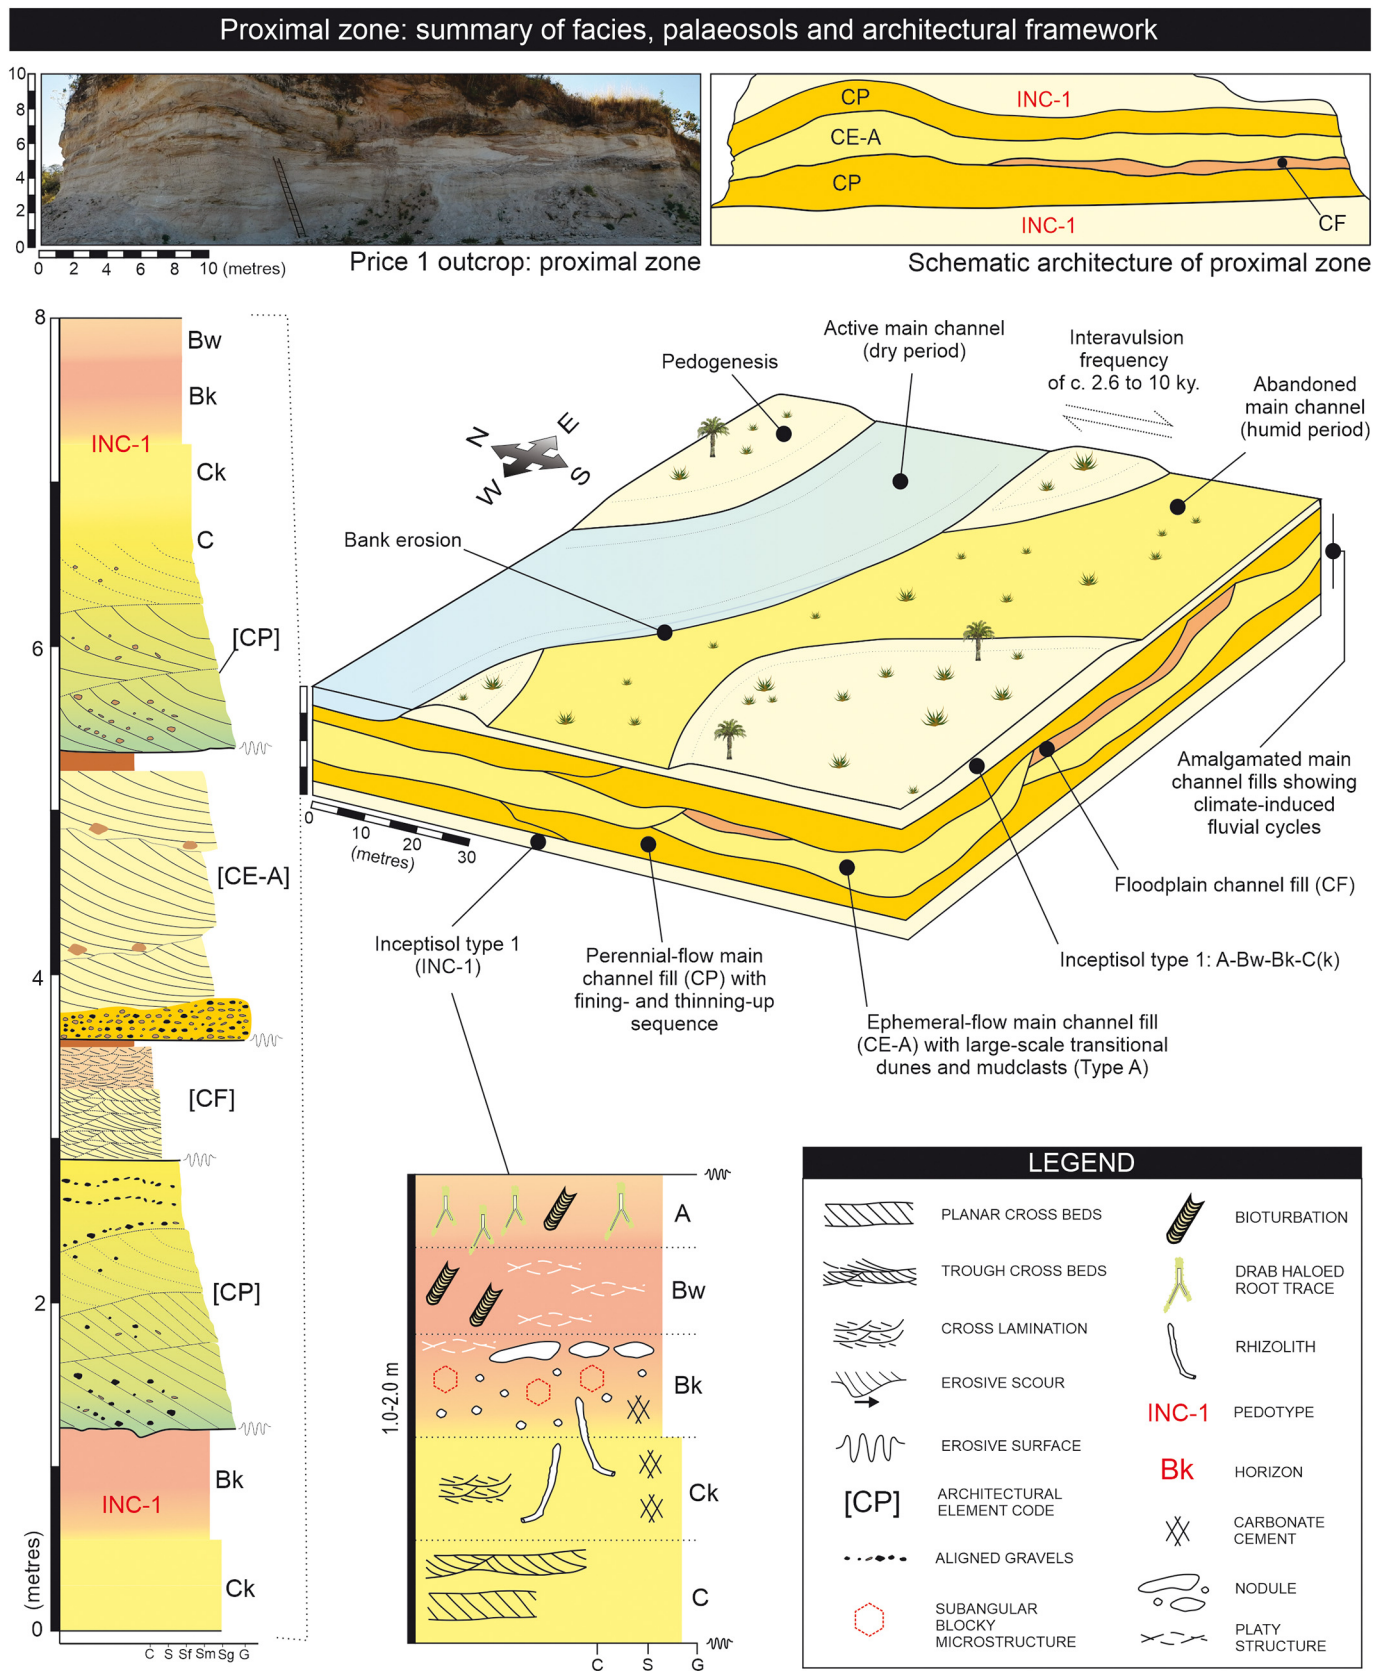 Proximal zone: summary of facies, palaeosols and architectural framework
10
8
6
4
2
0
0 2 4 6 8 10 (metres)
Price 1 outcrop: proximal zone
CP
INC-1
CE-A
CP
INC-1
CF
Schematic architecture of proximal zone
8
6
4
2
0
(metres)
Bw
Bk
INC-1
Ck
C
[CP]
[CE-A]
[CF]
[CP]
Bk
INC-1
Ck
C S Sf Sm Sg G
N
E
W
S
Pedogenesis
Active main channel
(dry period)
Interavulsion
frequency
of c. 2.6 to 10 ky.
Abandoned
main channel
(humid period)
Bank erosion
0 10 20 30
(metres)
Amalgamated main
channel fills showing
climate-induced
fluvial cycles
Floodplain channel fill (CF)
Inceptisol type 1: A-Bw-Bk-C(k)
Inceptisol type 1
(INC-1)
Perennial-flow main
channel fill (CP) with
fining- and thinning-up
sequence
Ephemeral-flow main channel fill
(CE-A) with large-scale transitional
dunes and mudclasts (Type A)
1.0-2.0 m
A
Bw
Bk
Ck
C
C S G
LEGEND
PLANAR CROSS BEDS
TROUGH CROSS BEDS
CROSS LAMINATION
EROSIVE SCOUR
EROSIVE SURFACE
[CP]
ARCHITECTURAL
ELEMENT CODE
ALIGNED GRAVELS
SUBANGULAR
BLOCKY
MICROSTRUCTURE
BIOTURBATION
DRAB HALOED
ROOT TRACE
RHIZOLITH
INC-1
PEDOTYPE
Bk
HORIZON
CARBONATE
CEMENT
NODULE
PLATY
STRUCTURE